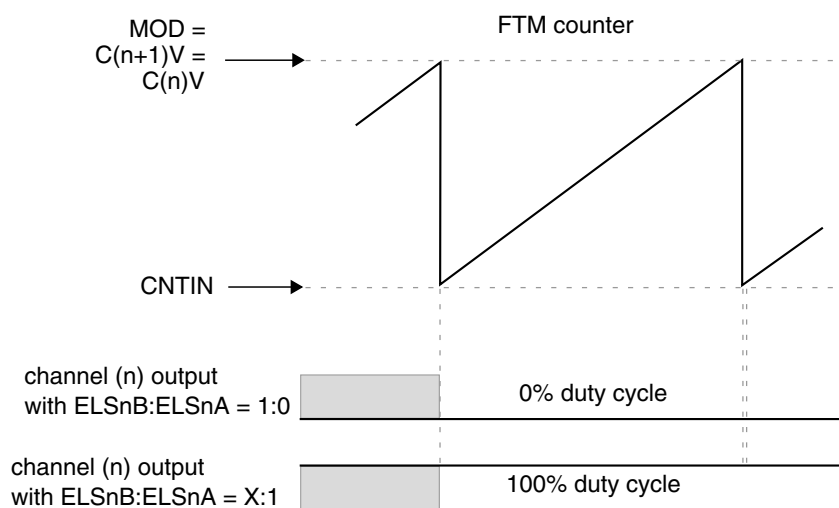 MOD =
C(n+1)V =
C(n)V
FTM counter
CNTIN
channel (n) output
with ELSnB:ELSnA = 1:0
0% duty cycle
channel (n) output
with ELSnB:ELSnA = X:1
100% duty cycle